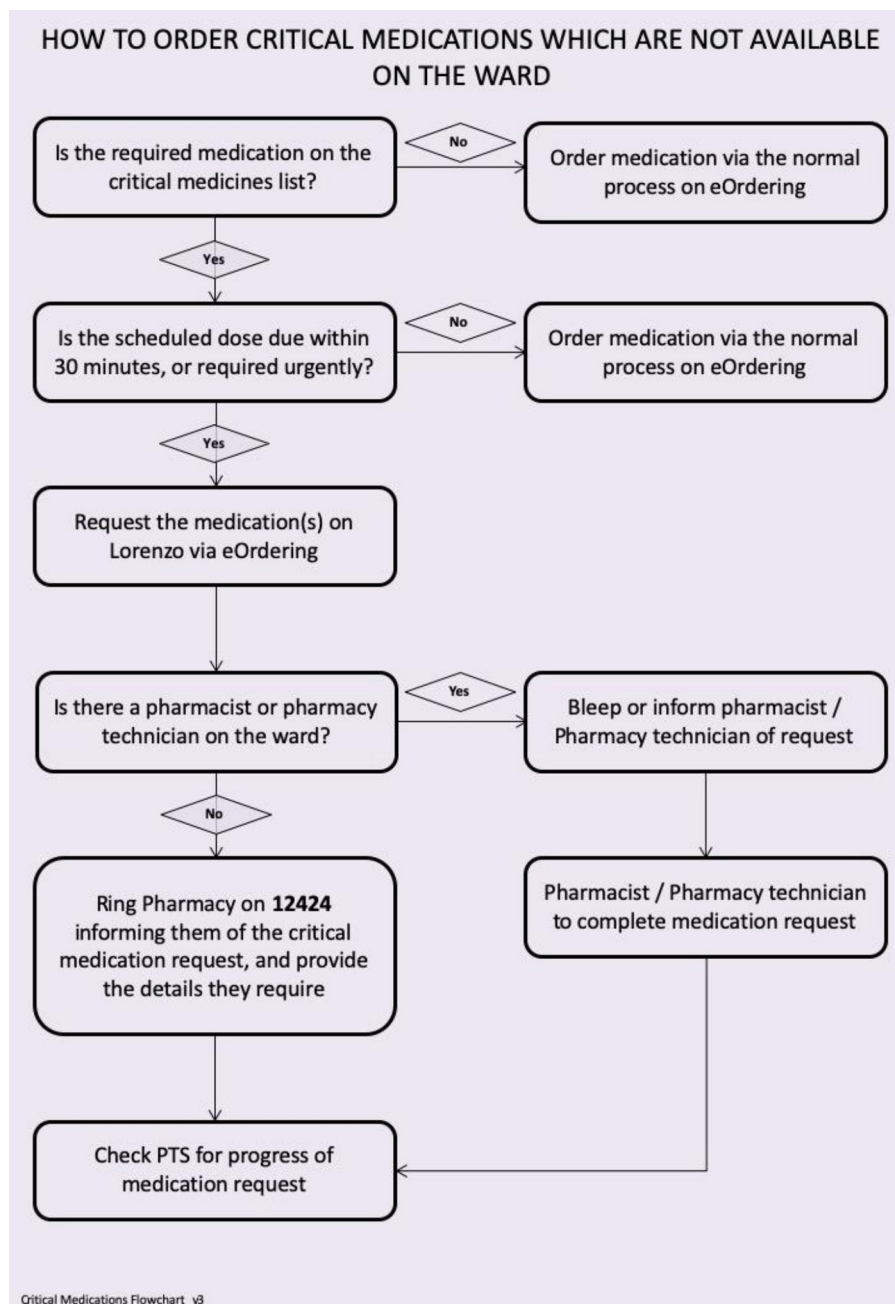 HOW TO ORDER CRITICAL MEDICATIONS WHICH ARE NOT AVAILABLE
ON THE WARD
Is the required medication on the
critical medicines list?
No
Order medication via the normal
process on eOrdering
Yes
Is the scheduled dose due within
30 minutes, or required urgently?
No
Order medication via the normal
process on eOrdering
Yes
Request the medication(s) on
Lorenzo via eOrdering
Is there a pharmacist or pharmacy
technician on the ward?
Yes
Bleep or inform pharmacist /
Pharmacy technician of request
No
Ring Pharmacy on 12424
informing them of the critical
medication request, and provide
the details they require
Pharmacist / Pharmacy technician
to complete medication request
Check PTS for progress of
medication request
Critical Medications Flowchart v3